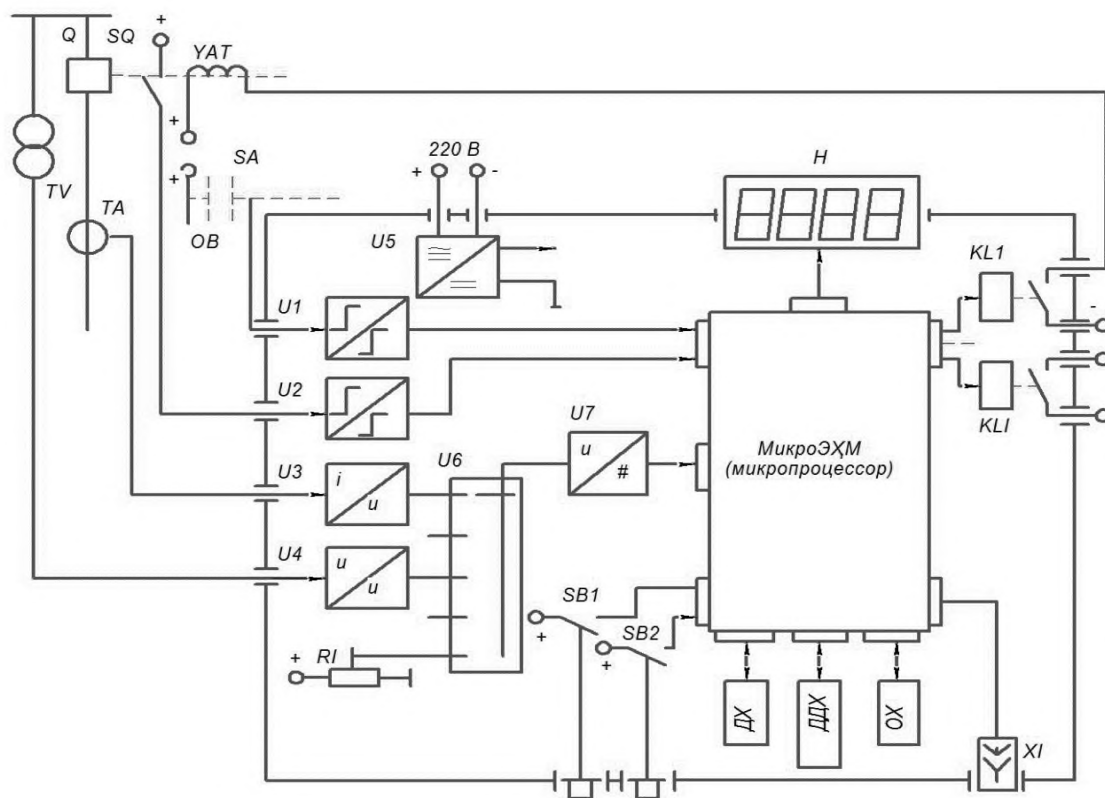 Q
SQ
+
YAT
+
+
SA
TV
TA
OB
220 В
+
-
H
U5
U1
KL1
-
U2
KLI
U7
u
#
МикроЭҲМ
(микропроцессор)
U3
U6
i
u
U4
u
u
SB1
+
SB2
+
RI
+
ДХ
ДДХ
ОХ
XI